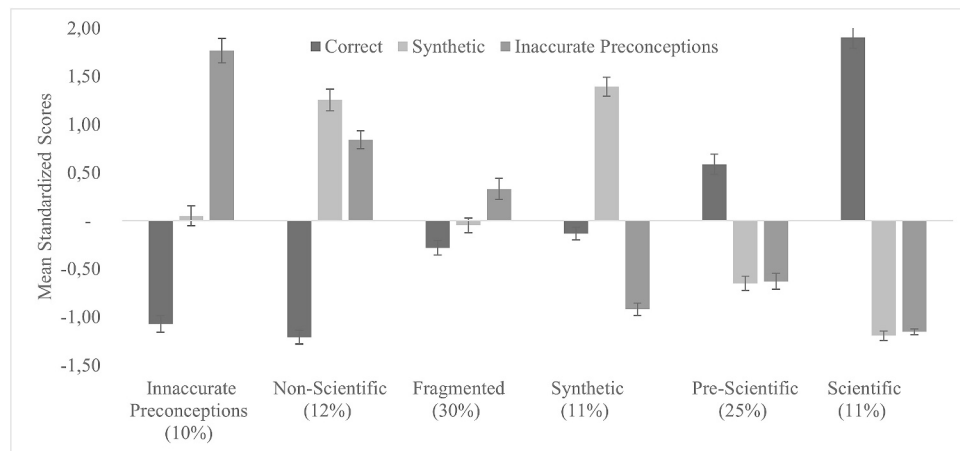 2,00
Correct Synthetic Inaccurate Preconceptions
1,50
1,00
0,50
-
-0,50
-1,00
-1,50
Mean Standardized Scores
Innaccurate
Preconceptions
(10%)
Non-Scientific
(12%)
Fragmented
(30%)
Synthetic
(11%)
Pre-Scientific
(25%)
Scientific
(11%)